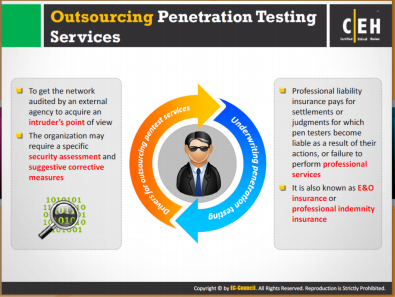 Outsourcing Penetration Testing
Services
C|EH
Certified Ethical Hacker
To get the network
audited by an external
agency to acquire an
intruder's point of view
The organization may
require a specific
security assessment and
suggestive corrective
measures
10101
010101
Drivers for outsourcing pentest services
Underwriting penetration testing
Professional liability
insurance pays for
settlements or
judgments for which
pen testers become
liable as a result of their
actions, or failure to
perform professional
services
It is also known as E&O
insurance or
professional indemnity
insurance
Copyright © by EC-Council. All Rights Reserved. Reproduction is Strictly Prohibited.